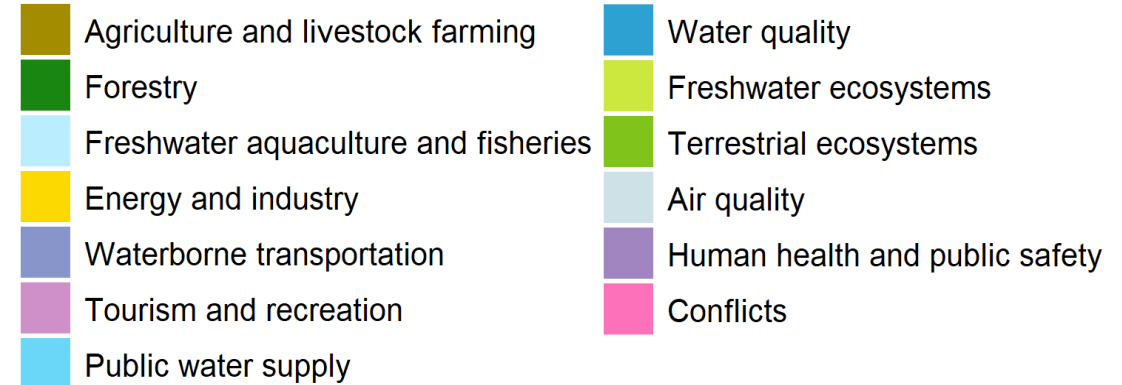 Agriculture and livestock farming
Forestry
Freshwater aquaculture and fisheries
Energy and industry
Waterborne transportation
Tourism and recreation
Public water supply
Water quality
Freshwater ecosystems
Terrestrial ecosystems
Air quality
Human health and public safety
Conflicts